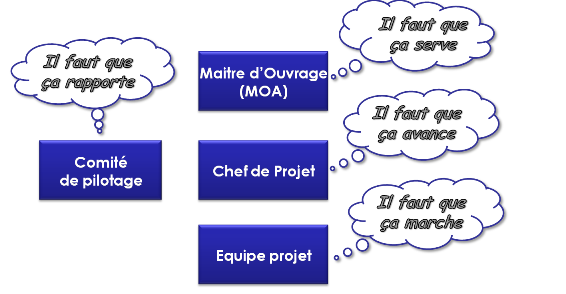 Il faut que
ça rapporte
Comité
de pilotage
Maitre d'Ouvrage
(MOA)
Il faut que
ça serve
Chef de Projet
Il faut que
ça avance
Equipe projet
Il faut que
ça marche